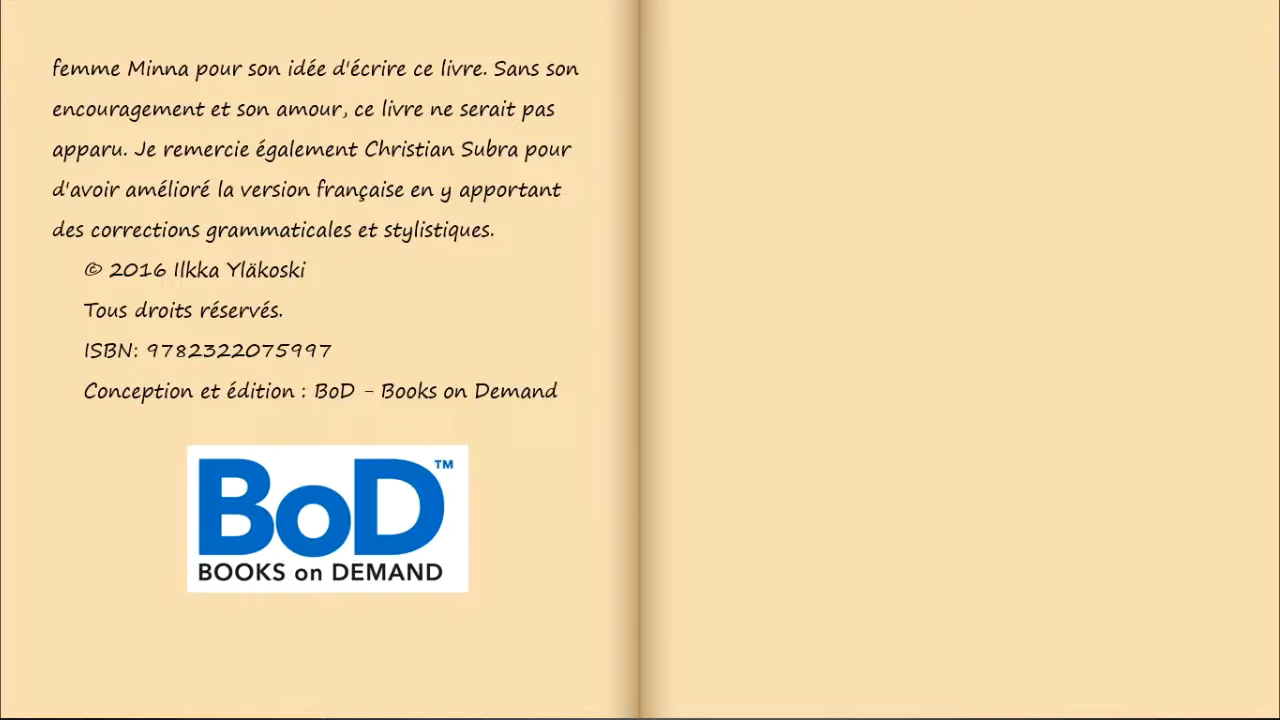 femme Minna pour son idée d'écrire ce livre. Sans son
encouragement et son amour, ce livre ne serait pas
apparu. Je remercie également Christian Subra pour
d'avoir amélioré la version française en y apportant
des corrections grammaticales et stylistiques.
© 2016 Ilkka Yläkoski
Tous droits réservés.
ISBN: 9782322075997
Conception et édition : BoD - Books on Demand
BoD™
BOOKS on DEMAND